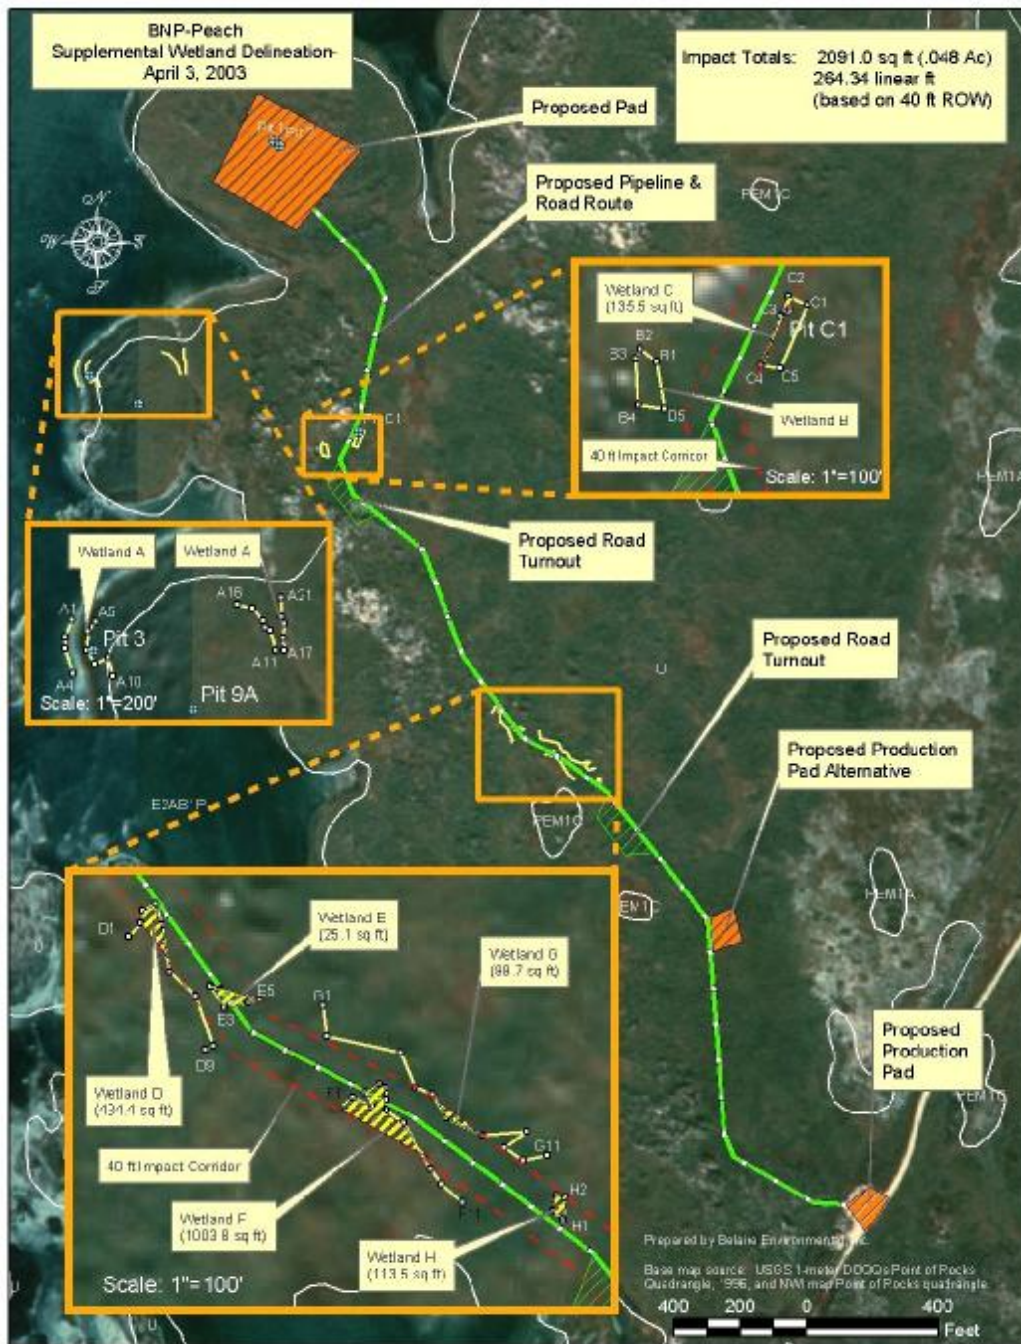 BNP-Peach
Supplemental Wetland Delineation-
April 3, 2003
Impact Totals: 2091.0 sq ft (.048 Ac)
264.34 linear ft
(based on 40 ft ROW)
Proposed Pad
Proposed Pipeline &
Road Route
PEM1C
N
W
Wetland C
(135.5 sq ft)
C2
C1
C3
Pit C1
C4
C5
B2
B3
B1
B4
D5
Wetland B
40 ft Impact Corridor
Scale: 1"=100'
PEM1A
Proposed Road
Turnout
Wetland A
Wetland A
A1
A5
A16
A21
Pit 3
A11
A17
A4
A10
Scale: 1"=200'
Pit 9A
U
Proposed Road
Turnout
Proposed Production
Pad Alternative
PEM1C
PEM1A
Proposed
Production
Pad
Wetland E
(25.1 sq ft)
Wetland G
(98.7 sq ft)
D1
E5
E3
G1
D9
Wetland D
(434.4 sq ft)
G11
40 ft Impact Corridor
Wetland F
(1003.8 sq ft)
H2
H1
Wetland H
(113.5 sq ft)
Scale: 1"=100'
Prepared by Belaire Environmental, Inc.
Base map source: USGS 1-meter DOQQs Point of Rocks
Quadrangle, 1996, and NWI map Point of Rocks quadrangle.
400 200 0 400
Feet
U